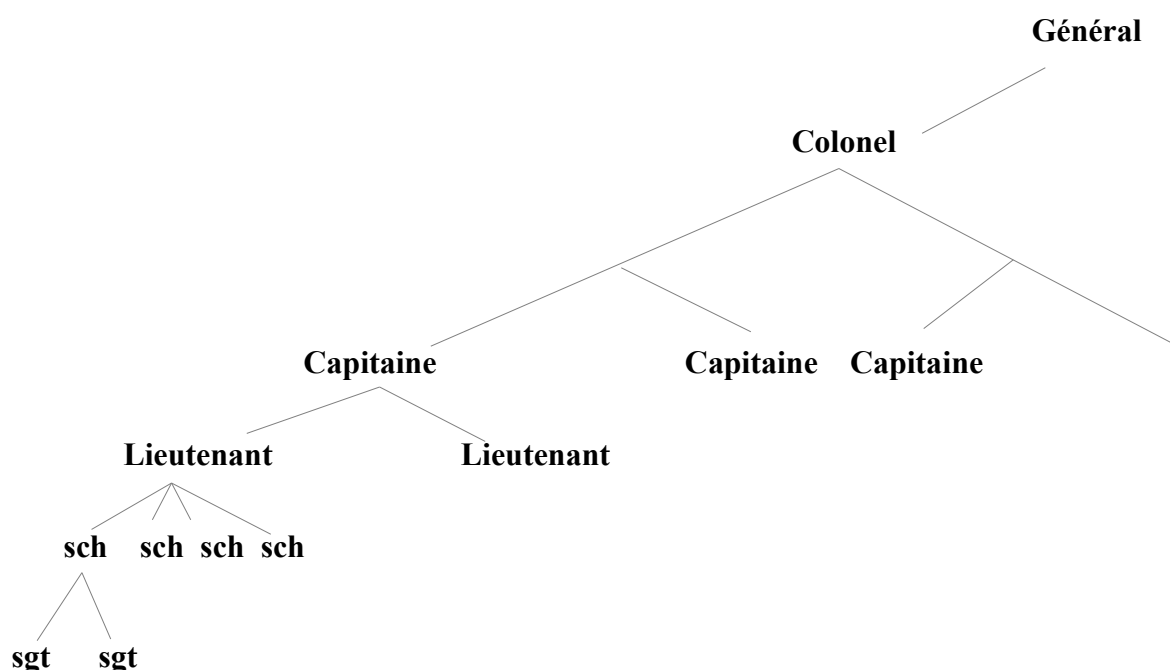 Général
Colonel
Capitaine Capitaine Capitaine
Lieutenant Lieutenant
sch sch sch sch
sgt sgt